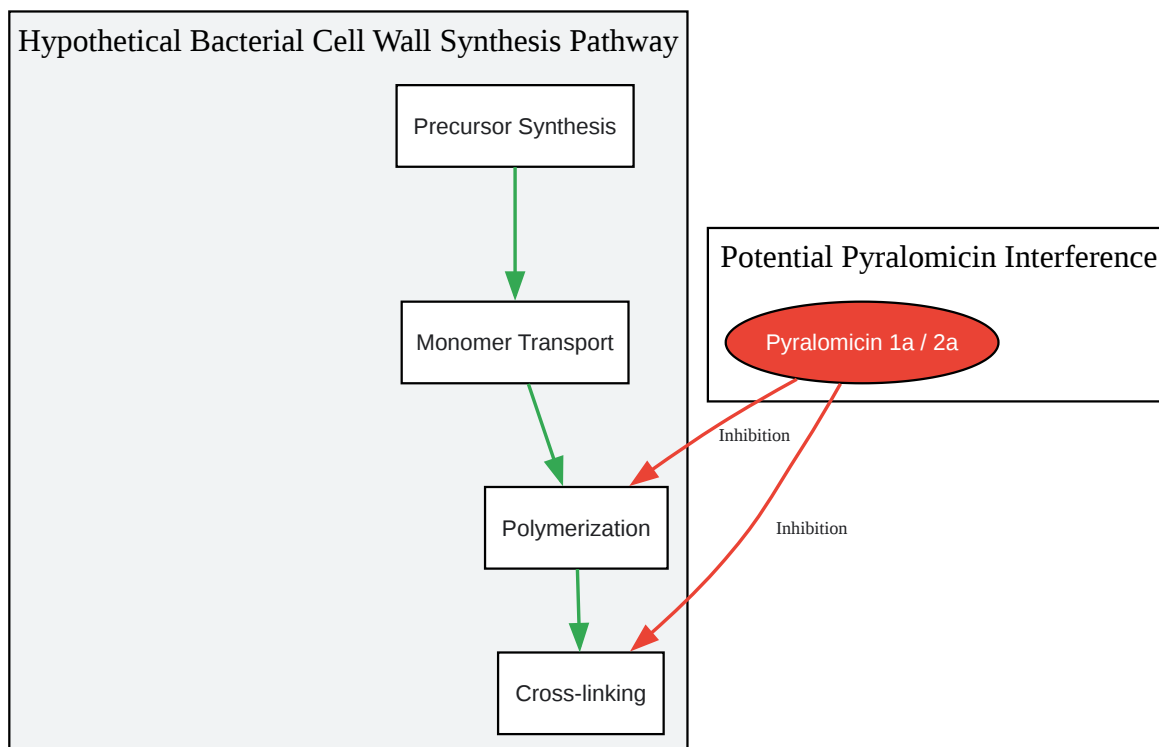 Hypothetical Bacterial Cell Wall Synthesis Pathway
Precursor Synthesis
Potential Pyralomicin Interference
Monomer Transport
Pyralomicin 1a / 2a
Inhibition
Polymerization
Inhibition
Cross-linking